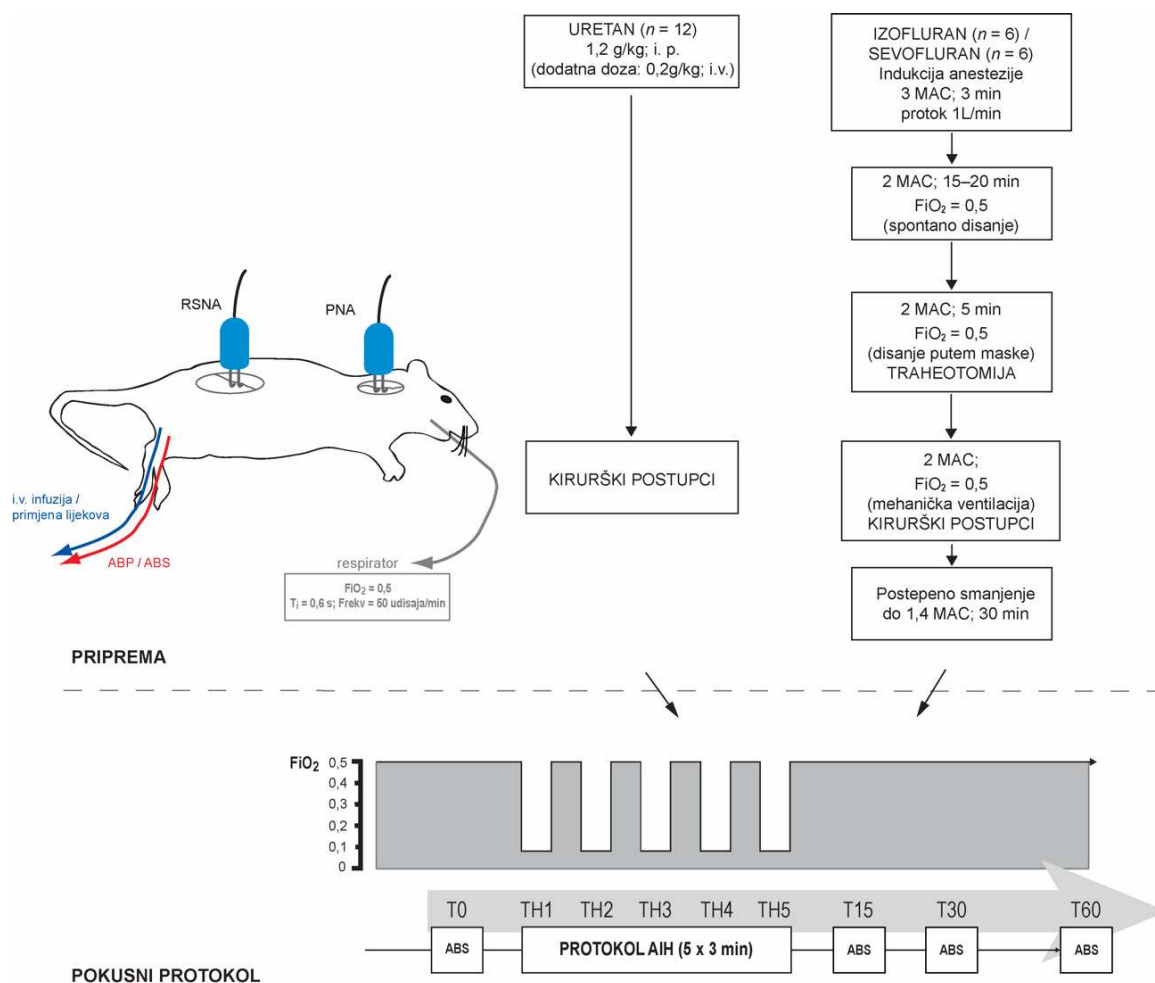 URETAN (n = 12)
1,2 g/kg; i. p.
(dodatna doza: 0,2g/kg; i.v.)
KIRURŠKI POSTUPCI
IZOFLURAN (n = 6) /
SEVOFLURAN (n = 6)
Indukcija anestezije
3 MAC; 3 min
protok 1L/min
2 MAC; 15–20 min
FiO₂ = 0,5
(spontano disanje)
2 MAC; 5 min
FiO₂ = 0,5
(disanje putem maske)
TRAHEOTOMIJA
2 MAC;
FiO₂ = 0,5
(mehanička ventilacija)
KIRURŠKI POSTUPCI
Postepeno smanjenje
do 1,4 MAC; 30 min
RSNA
PNA
i.v. infuzija /
primjena lijekova
ABP / ABS
respirator
FiO₂ = 0,5
Tᵢ = 0,6 s; Frekv = 50 udisaja/min
PRIPREMA
FiO₂
0,5
0,4
0,3
0,2
0,1
0
T0 TH1 TH2 TH3 TH4 TH5 T15 T30 T60
ABS PROTOKOL AIH (5 x 3 min) ABS ABS ABS
POKUSNI PROTOKOL